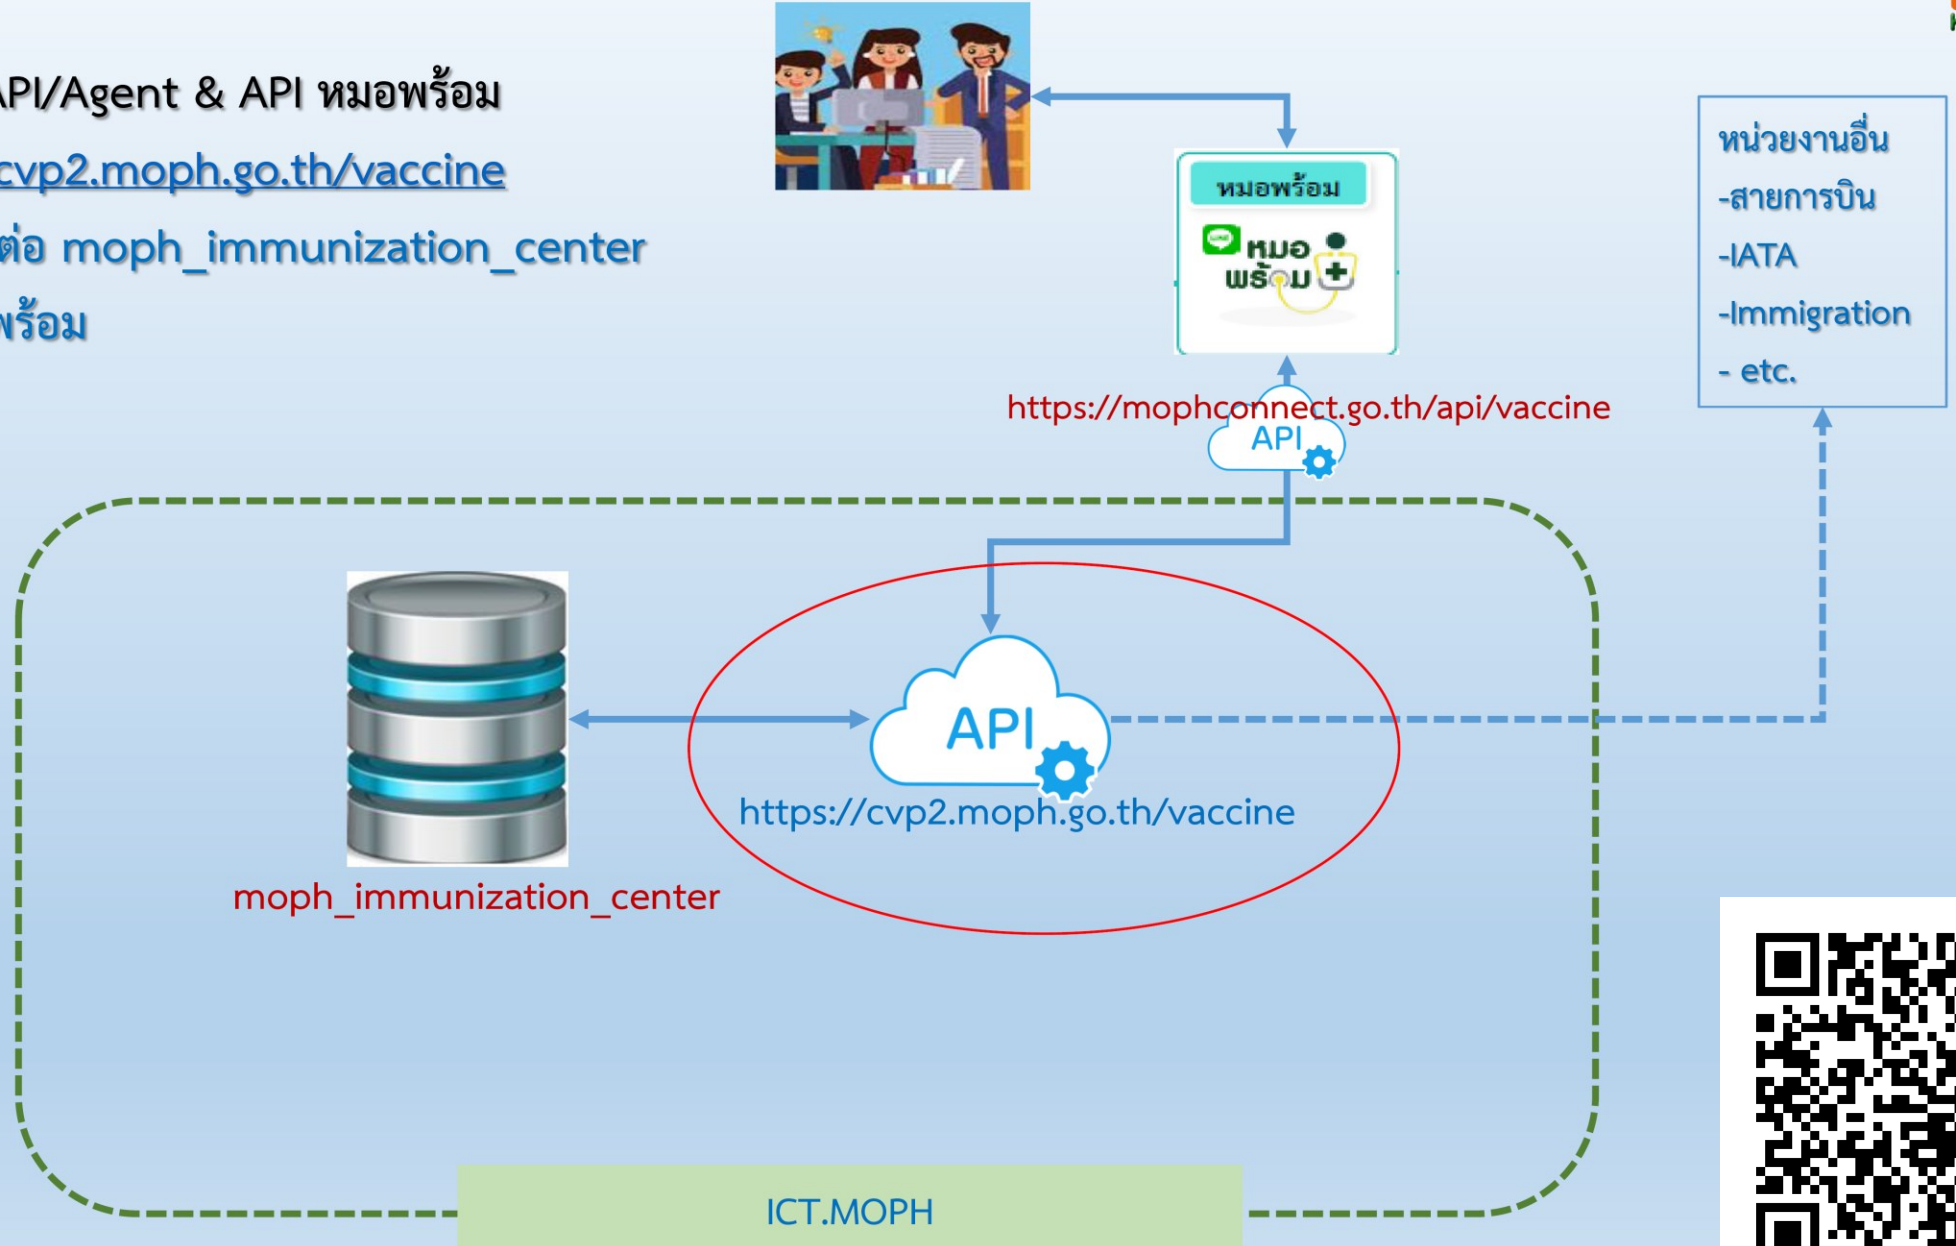 API/Agent & API หมอพร้อม
cvp2.moph.go.th/vaccine
ต่อ moph_immunization_center
พร้อม
หมอพร้อม
LINE
หมอ
พร้อม
https://mophconnect.go.th/api/vaccine
API
หน่วยงานอื่น
-สายการบิน
-IATA
-Immigration
- etc.
API
https://cvp2.moph.go.th/vaccine
moph_immunization_center
ICT.MOPH